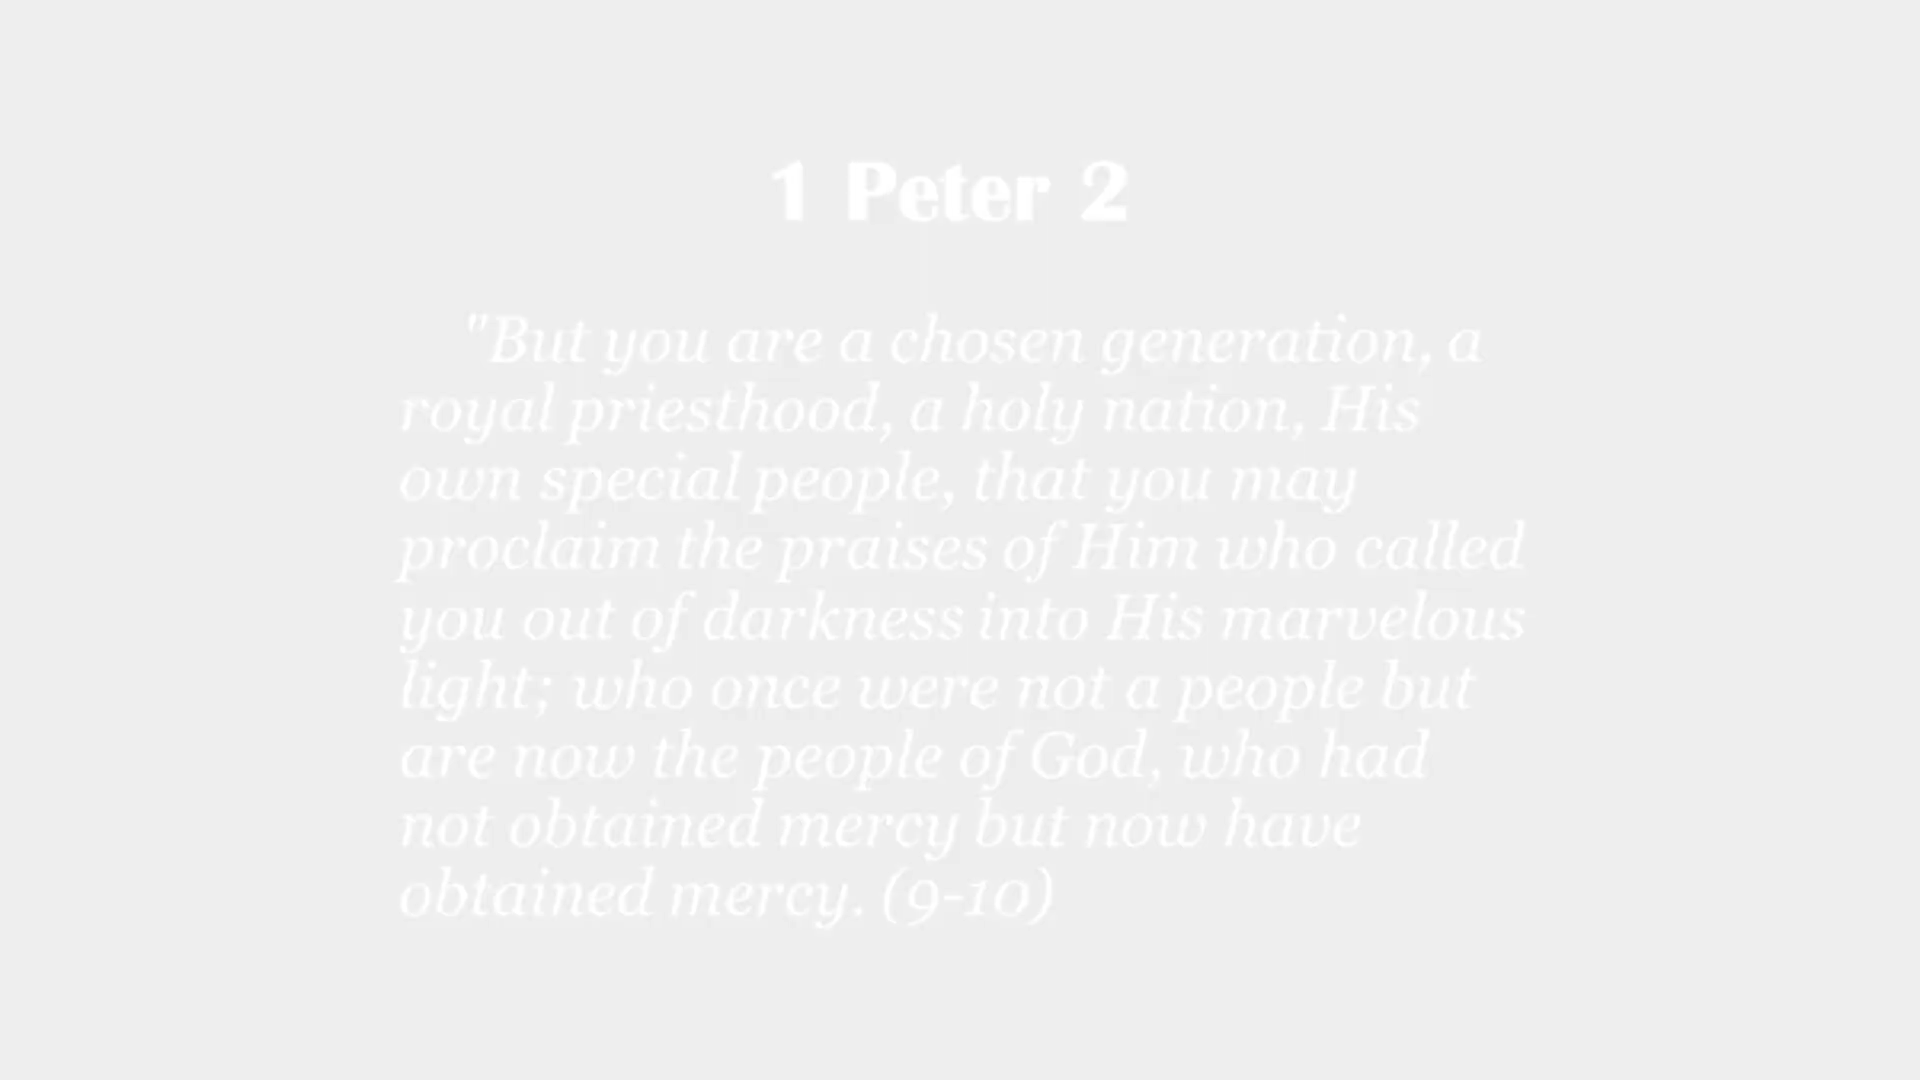 1 Peter 2
"But you are a chosen generation, a
royal priesthood, a holy nation, His
own special people, that you may
proclaim the praises of Him who called
you out of darkness into His marvelous
light; who once were not a people but
are now the people of God, who had
not obtained mercy but now have
obtained mercy. (9-10)